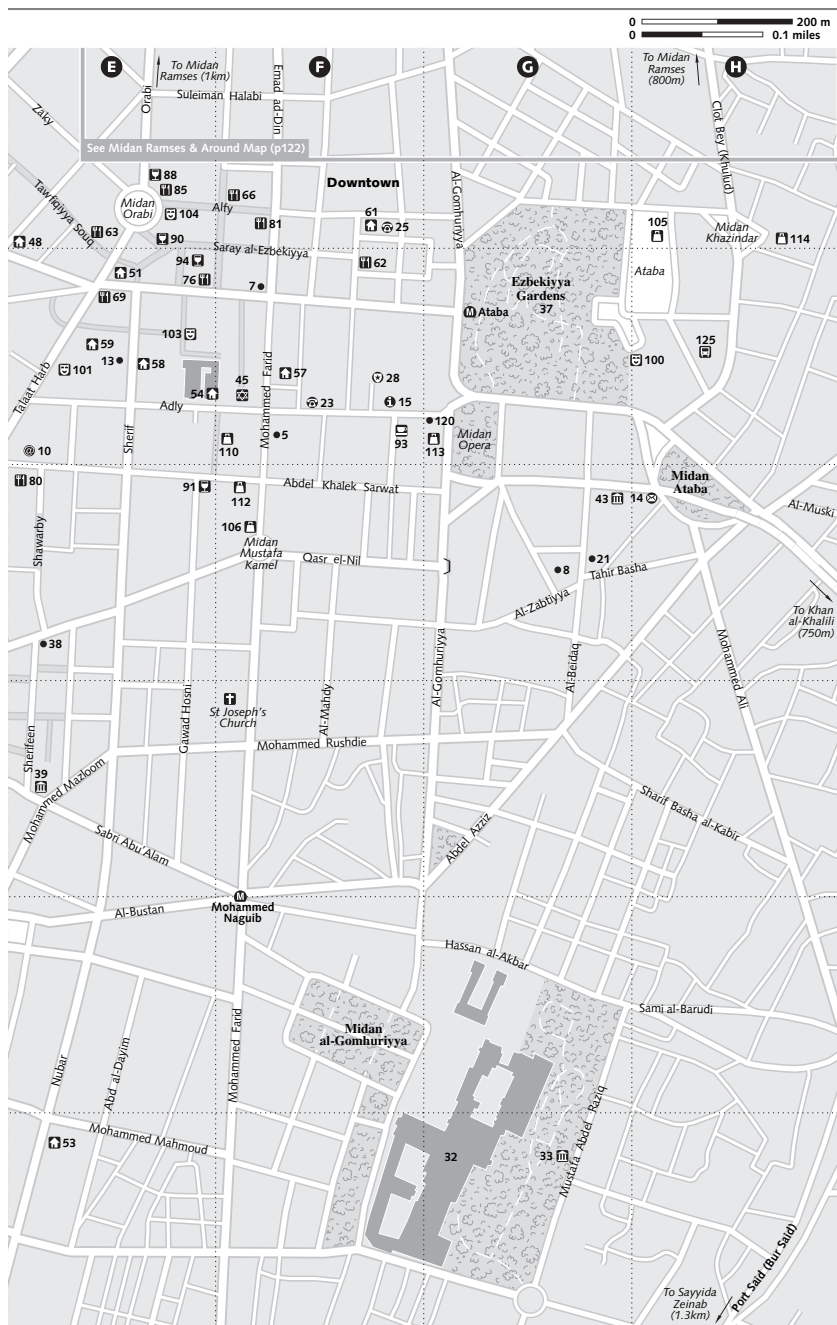 0 200 m
0 0.1 miles
E
F
G
H
To Midan
Ramses (1km)
To Midan
Ramses
(800m)
Orabi
Suleiman Halabi
Emad ad-Din
Zaky
Clot Bey (Khulud)
See Midan Ramses & Around Map (p122)
88
85
66
Downtown
Al-Gomhuriyya
Tawfiqiyya Souq
Midan
Orabi
104
Alfy
61
25
105
Midan
Khazindar
114
48
63
90
81
Saray al-Ezbekiyya
94
62
51
76
7
Ezbekiyya
Gardens
37
Ataba
69
Ataba
103
59
13
58
101
45
57
28
100
125
Talaat Harb
54
Mohammed Farid
Adly
23
15
120
Sherif
5
10
110
93
113
Midan
Opera
80
91
112
Abdel Khalek Sarwat
43
14
Midan
Ataba
Al-Muski
Shawarby
106
Midan
Mustafa
Kamel
Qasr el-Nil
8
21
Tahir Basha
Al-Zabtiyya
To Khan
al-Khalili
(750m)
38
Al-Gomhuriyya
Al-Beidaq
Mohammed Ali
Gawad Hosni
St Joseph's
Church
Al-Mahdy
Sherifeen
Mohammed Rushdie
39
Mohammed Mazloom
Sharif Basha al-Kabir
Sabri Abu'Alam
Abdel Azziz
Al-Bustan
Mohammed
Naguib
Hassan al-Akbar
Sami al-Barudi
Midan
al-Gomhuriyya
Mohammed Farid
Nubar
Abd al-Dayim
Mustafa Abdel Raziq
53
Mohammed Mahmoud
32
33
Port Said (Bur Said)
To Sayyida
Zeinab
(1.3km)